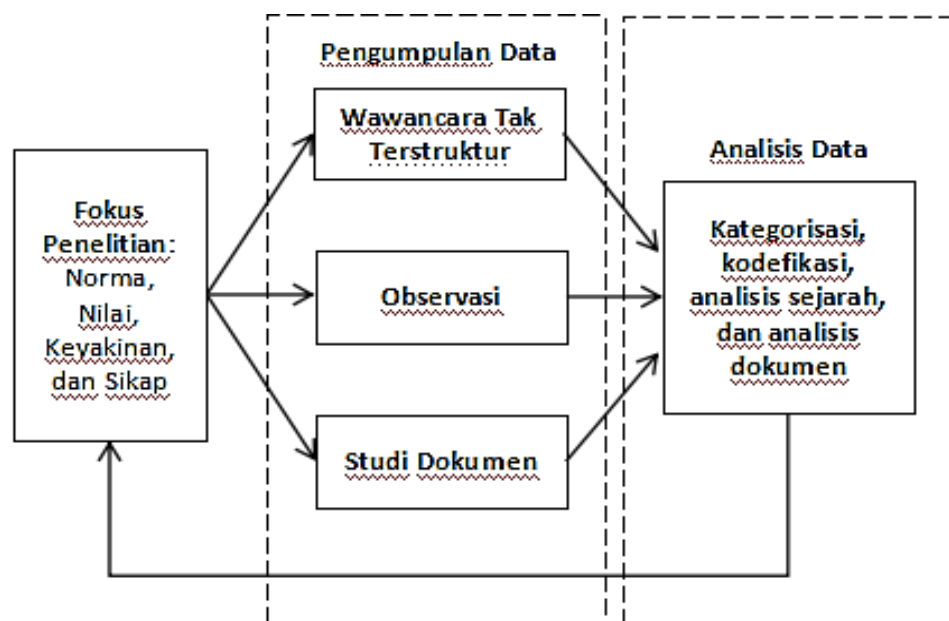 Pengumpulan Data
Wawancara Tak
Terstruktur
Analisis Data
Fokus
Penelitian:
Norma,
Nilai,
Keyakinan,
dan Sikap
Observasi
Kategorisasi,
kodefikasi,
analisis sejarah,
dan analisis
dokumen
Studi Dokumen